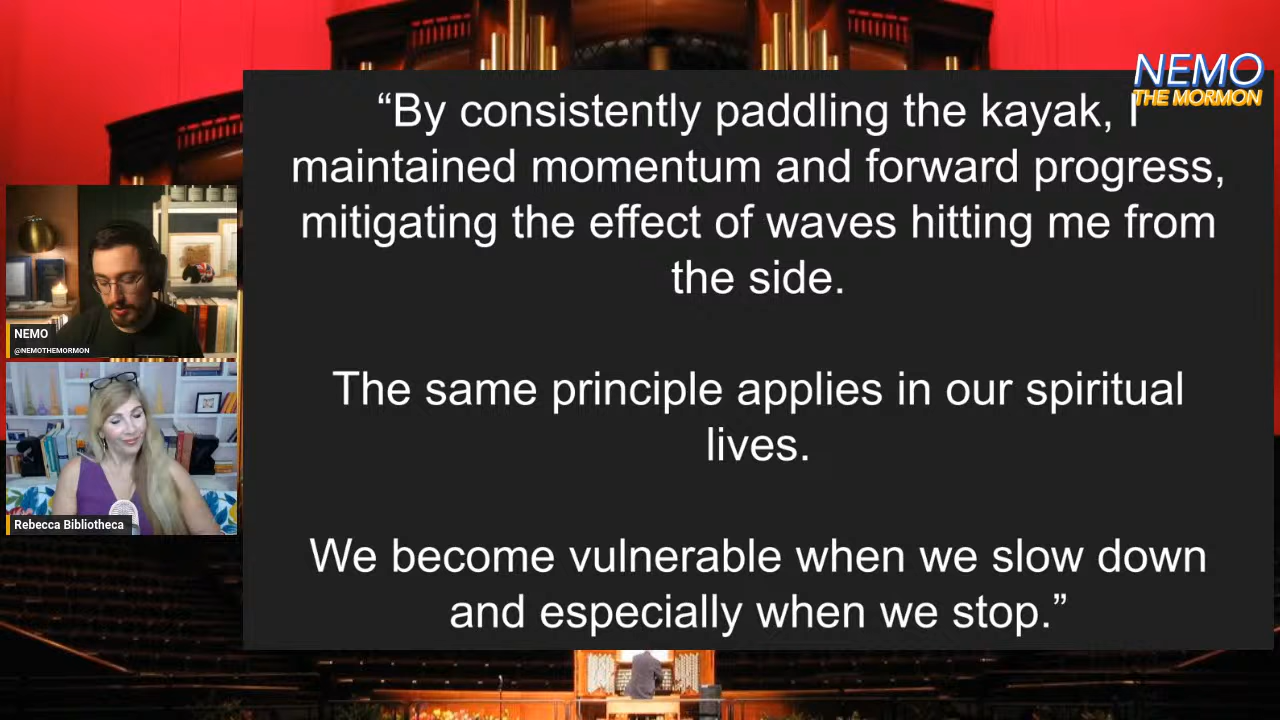 “By consistently paddling the kayak, I
maintained momentum and forward progress,
mitigating the effect of waves hitting me from
the side.
The same principle applies in our spiritual
lives.
We become vulnerable when we slow down
and especially when we stop.”
NEMO
THE MORMON
NEMO
@NEMOTHEMORMON
Rebecca Bibliotheca